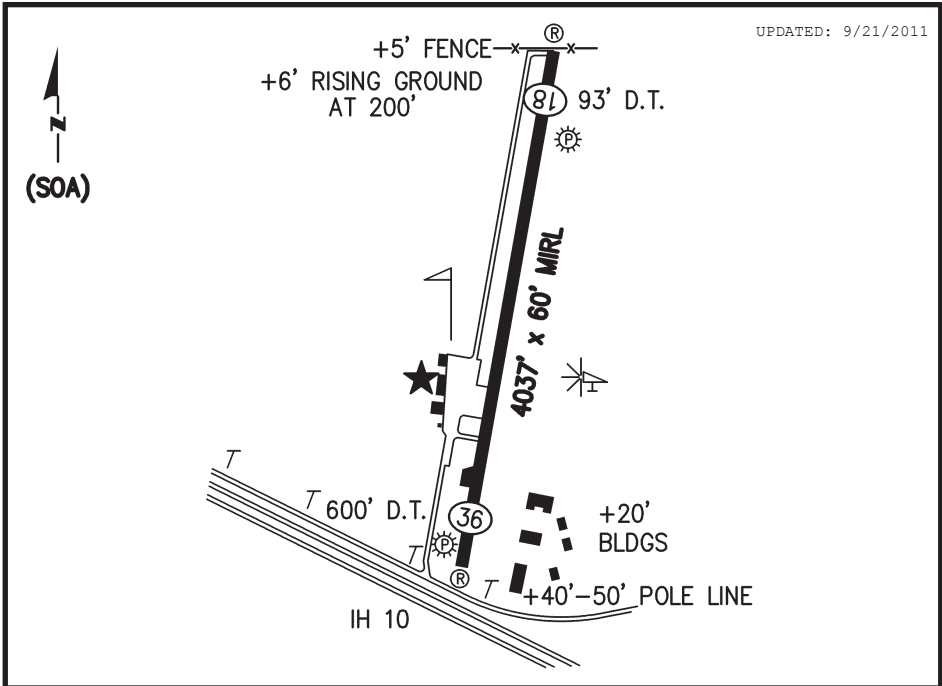 UPDATED: 9/21/2011
R
+5' FENCE
+6' RISING GROUND
AT 200'
18
93' D.T.
P
N
(SOA)
4037' x 60' MIRL
T
T
600' D.T.
36
+20'
BLDGS
T
P
R
T
+40'-50' POLE LINE
IH 10